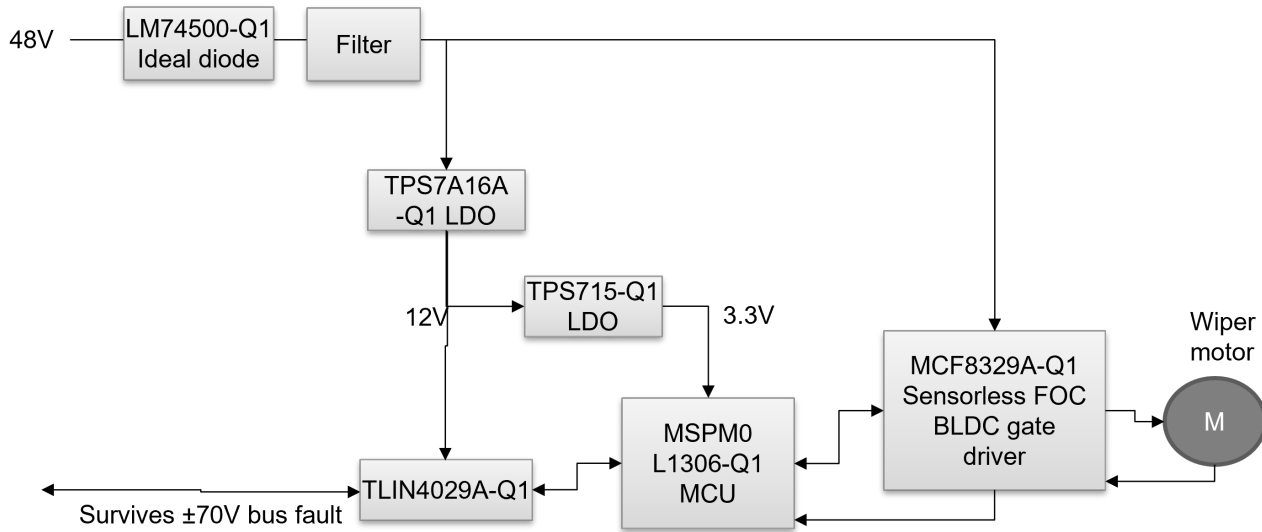 48V
LM74500-Q1
Ideal diode
Filter
TPS7A16A
-Q1 LDO
12V
TPS715-Q1
LDO
3.3V
MCF8329A-Q1
Sensorless FOC
BLDC gate
driver
Wiper
motor
M
MSPM0
L1306-Q1
MCU
TLIN4029A-Q1
Survives ±70V bus fault